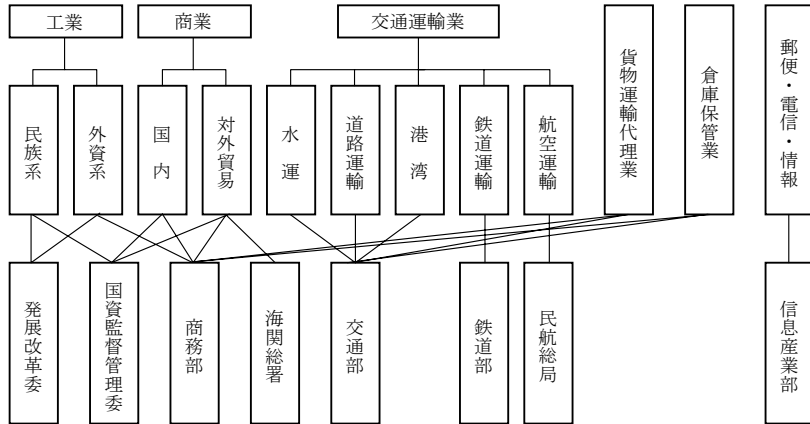 工業
商業
交通運輸業
貨物運輸代理業
倉庫保管業
郵便・電信・情報
民族系
外資系
国内
対外貿易
水運
道路運輸
港湾
鉄道運輸
航空運輸
発展改革委
国資監督管理委
商務部
海関総署
交通部
鉄道部
民航総局
信息産業部